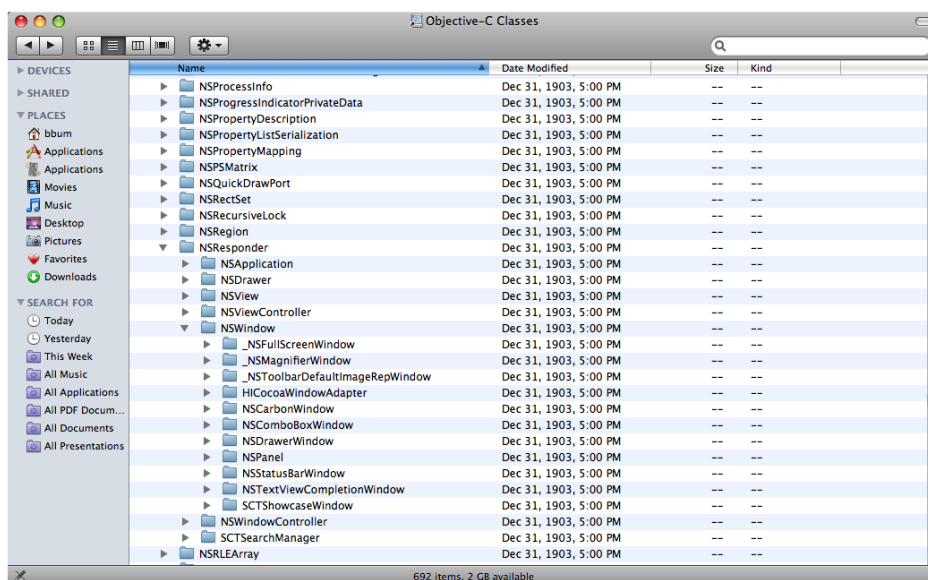 Objective-C Classes
DEVICES
SHARED
PLACES
bbum
Applications
Applications
Movies
Music
Desktop
Pictures
Favorites
Downloads
SEARCH FOR
Today
Yesterday
This Week
All Music
All Applications
All PDF Docum...
All Documents
All Presentations
Name Date Modified Size Kind
NSProcessInfo Dec 31, 1903, 5:00 PM -- --
NSProgressIndicatorPrivateData Dec 31, 1903, 5:00 PM -- --
NSPropertyDescription Dec 31, 1903, 5:00 PM -- --
NSPropertyListSerialization Dec 31, 1903, 5:00 PM -- --
NSPropertyMapping Dec 31, 1903, 5:00 PM -- --
NSPSMatrix Dec 31, 1903, 5:00 PM -- --
NSQuickDrawPort Dec 31, 1903, 5:00 PM -- --
NSRectSet Dec 31, 1903, 5:00 PM -- --
NSRecursiveLock Dec 31, 1903, 5:00 PM -- --
NSRegion Dec 31, 1903, 5:00 PM -- --
NSResponder Dec 31, 1903, 5:00 PM -- --
NSApplication Dec 31, 1903, 5:00 PM -- --
NSDrawer Dec 31, 1903, 5:00 PM -- --
NSView Dec 31, 1903, 5:00 PM -- --
NSViewController Dec 31, 1903, 5:00 PM -- --
NSWindow Dec 31, 1903, 5:00 PM -- --
_NSFullScreenWindow Dec 31, 1903, 5:00 PM -- --
_NSMagnifierWindow Dec 31, 1903, 5:00 PM -- --
_NSToolbarDefaultImageRepWindow Dec 31, 1903, 5:00 PM -- --
HICocoaWindowAdapter Dec 31, 1903, 5:00 PM -- --
NSCarbonWindow Dec 31, 1903, 5:00 PM -- --
NSComboBoxWindow Dec 31, 1903, 5:00 PM -- --
NSDrawerWindow Dec 31, 1903, 5:00 PM -- --
NSPanel Dec 31, 1903, 5:00 PM -- --
NSStatusBarWindow Dec 31, 1903, 5:00 PM -- --
NSTextViewCompletionWindow Dec 31, 1903, 5:00 PM -- --
SCTShowcaseWindow Dec 31, 1903, 5:00 PM -- --
NSWindowController Dec 31, 1903, 5:00 PM -- --
SCTSearchManager Dec 31, 1903, 5:00 PM -- --
NSRLEArray Dec 31, 1903, 5:00 PM -- --
692 items, 2 GB available